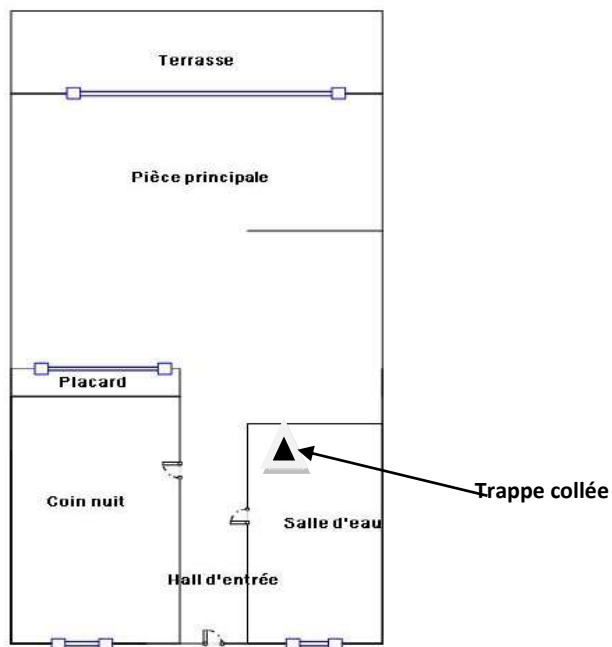 Terrasse
Pièce principale
Placard
Coin nuit
Trappe collée
Salle d'eau
Hall d'entrée